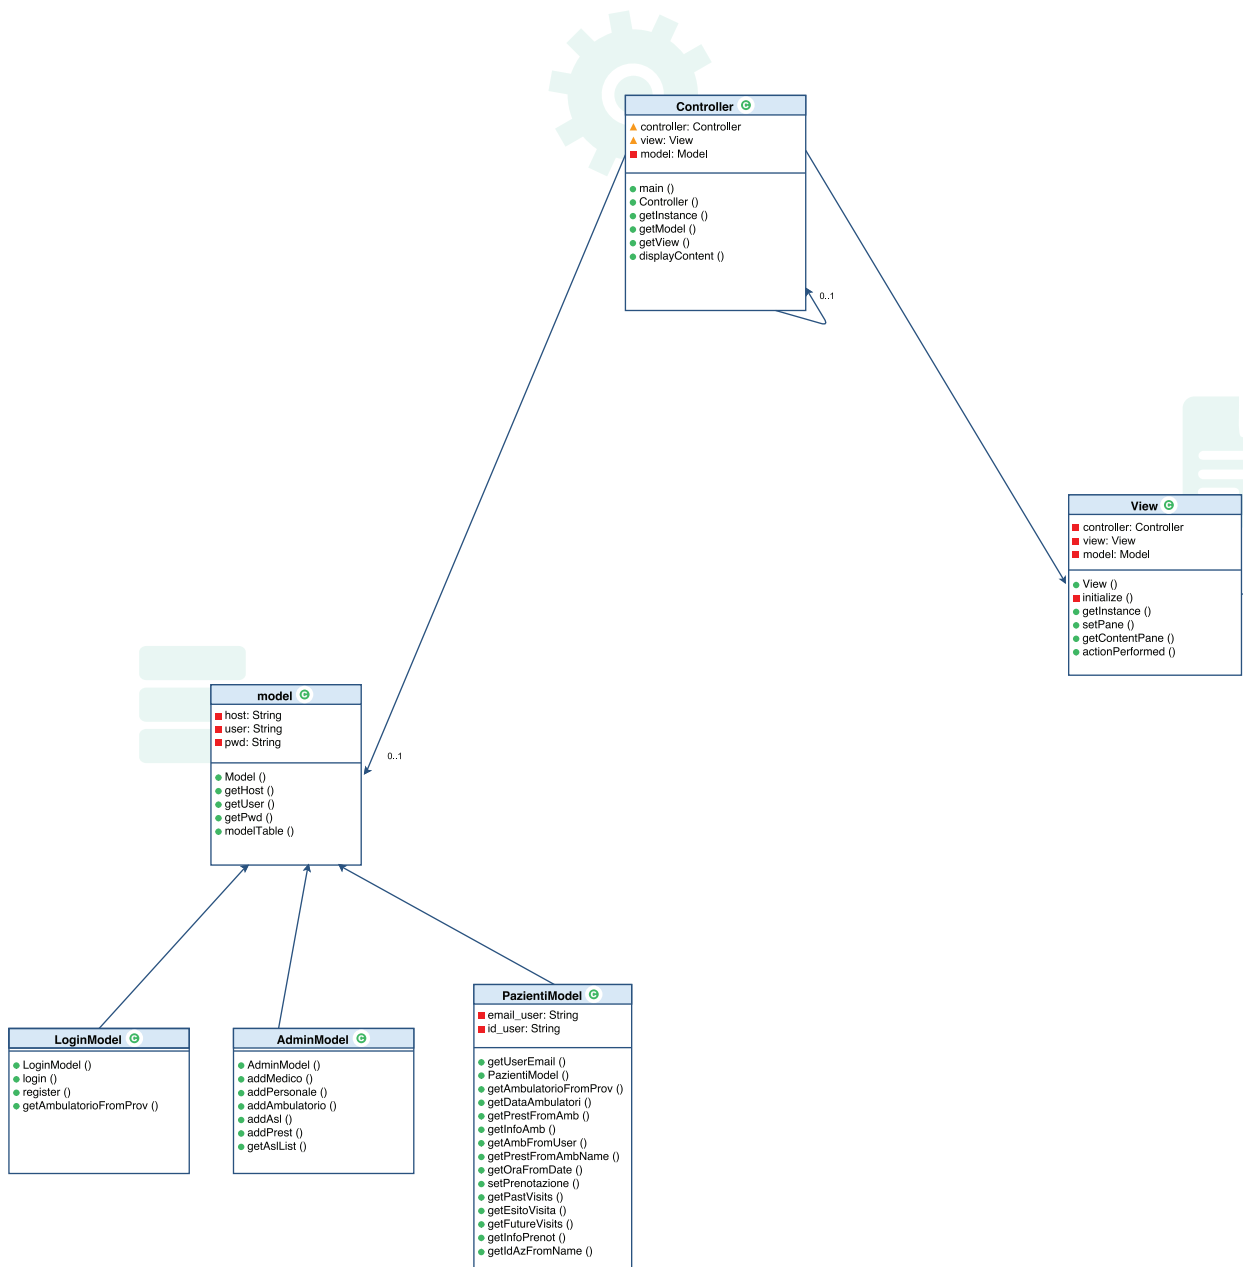 Controller
controller: Controller
view: View
model: Model
main ()
Controller ()
getInstance ()
getModel ()
getView ()
displayContent ()
0..1
View
controller: Controller
view: View
model: Model
View ()
initialize ()
getInstance ()
setPane ()
getContentPane ()
actionPerformed ()
model
host: String
user: String
pwd: String
0..1
Model ()
getHost ()
getUser ()
getPwd ()
modelTable ()
LoginModel
LoginModel ()
login ()
register ()
getAmbulatorioFromProv ()
AdminModel
AdminModel ()
addMedico ()
addPersonale ()
addAmbulatorio ()
addAsl ()
addPrest ()
getAslList ()
PazientiModel
email_user: String
id_user: String
getUserEmail ()
PazientiModel ()
getAmbulatorioFromProv ()
getDataAmbulatori ()
getPrestFromAmb ()
getInfoAmb ()
getAmbFromUser ()
getPrestFromAmbName ()
getOraFromDate ()
setPrenotazione ()
getPastVisits ()
getEsitoVisita ()
getFutureVisits ()
getInfoPrenot ()
getIdAzFromName ()